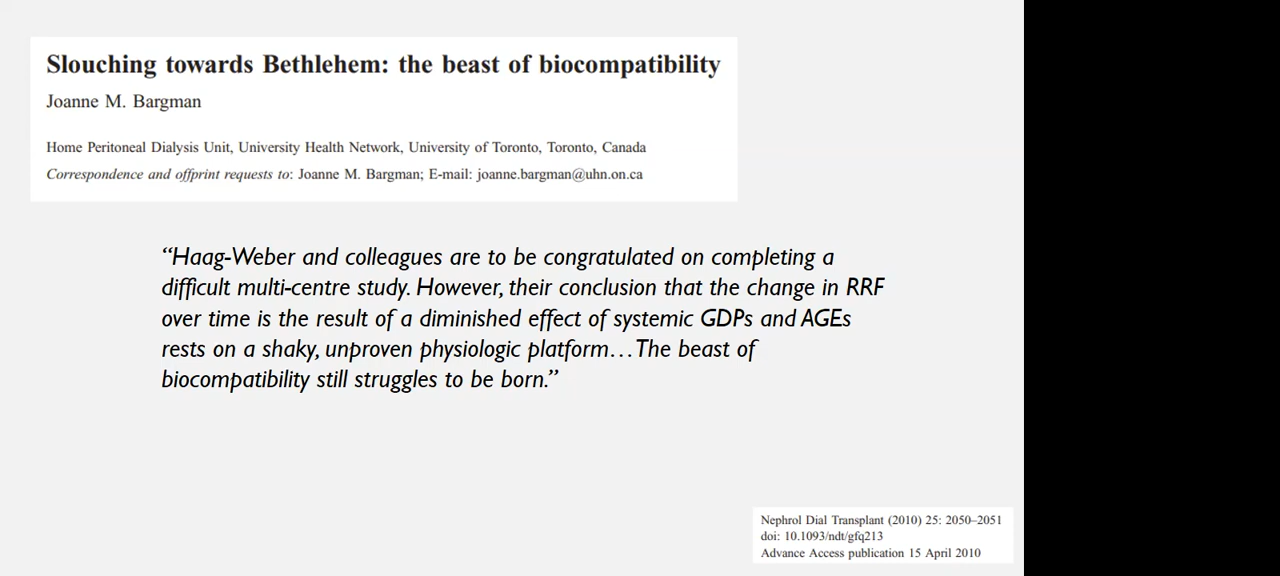 Slouching towards Bethlehem: the beast of biocompatibility
Joanne M. Bargman
Home Peritoneal Dialysis Unit, University Health Network, University of Toronto, Toronto, Canada
Correspondence and offprint requests to: Joanne M. Bargman; E-mail: joanne.bargman@uhn.on.ca
“Haag-Weber and colleagues are to be congratulated on completing a
difficult multi-centre study. However, their conclusion that the change in RRF
over time is the result of a diminished effect of systemic GDPs and AGEs
rests on a shaky, unproven physiologic platform…The beast of
biocompatibility still struggles to be born.”
Nephrol Dial Transplant (2010) 25: 2050–2051
doi: 10.1093/ndt/gfq213
Advance Access publication 15 April 2010